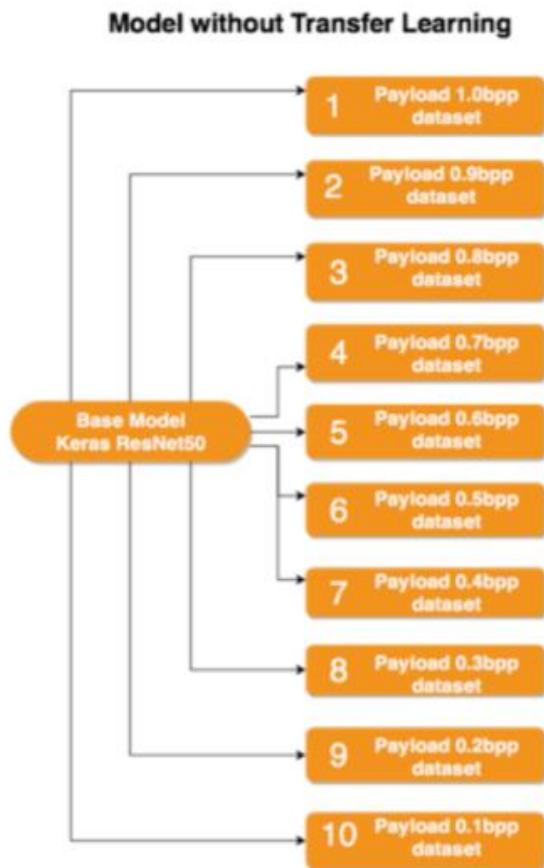 Model without Transfer Learning
1
Payload 1.0bpp
dataset
2
Payload 0.9bpp
dataset
3
Payload 0.8bpp
dataset
4
Payload 0.7bpp
dataset
Base Model
Keras ResNet50
5
Payload 0.6bpp
dataset
6
Payload 0.5bpp
dataset
7
Payload 0.4bpp
dataset
8
Payload 0.3bpp
dataset
9
Payload 0.2bpp
dataset
10
Payload 0.1bpp
dataset